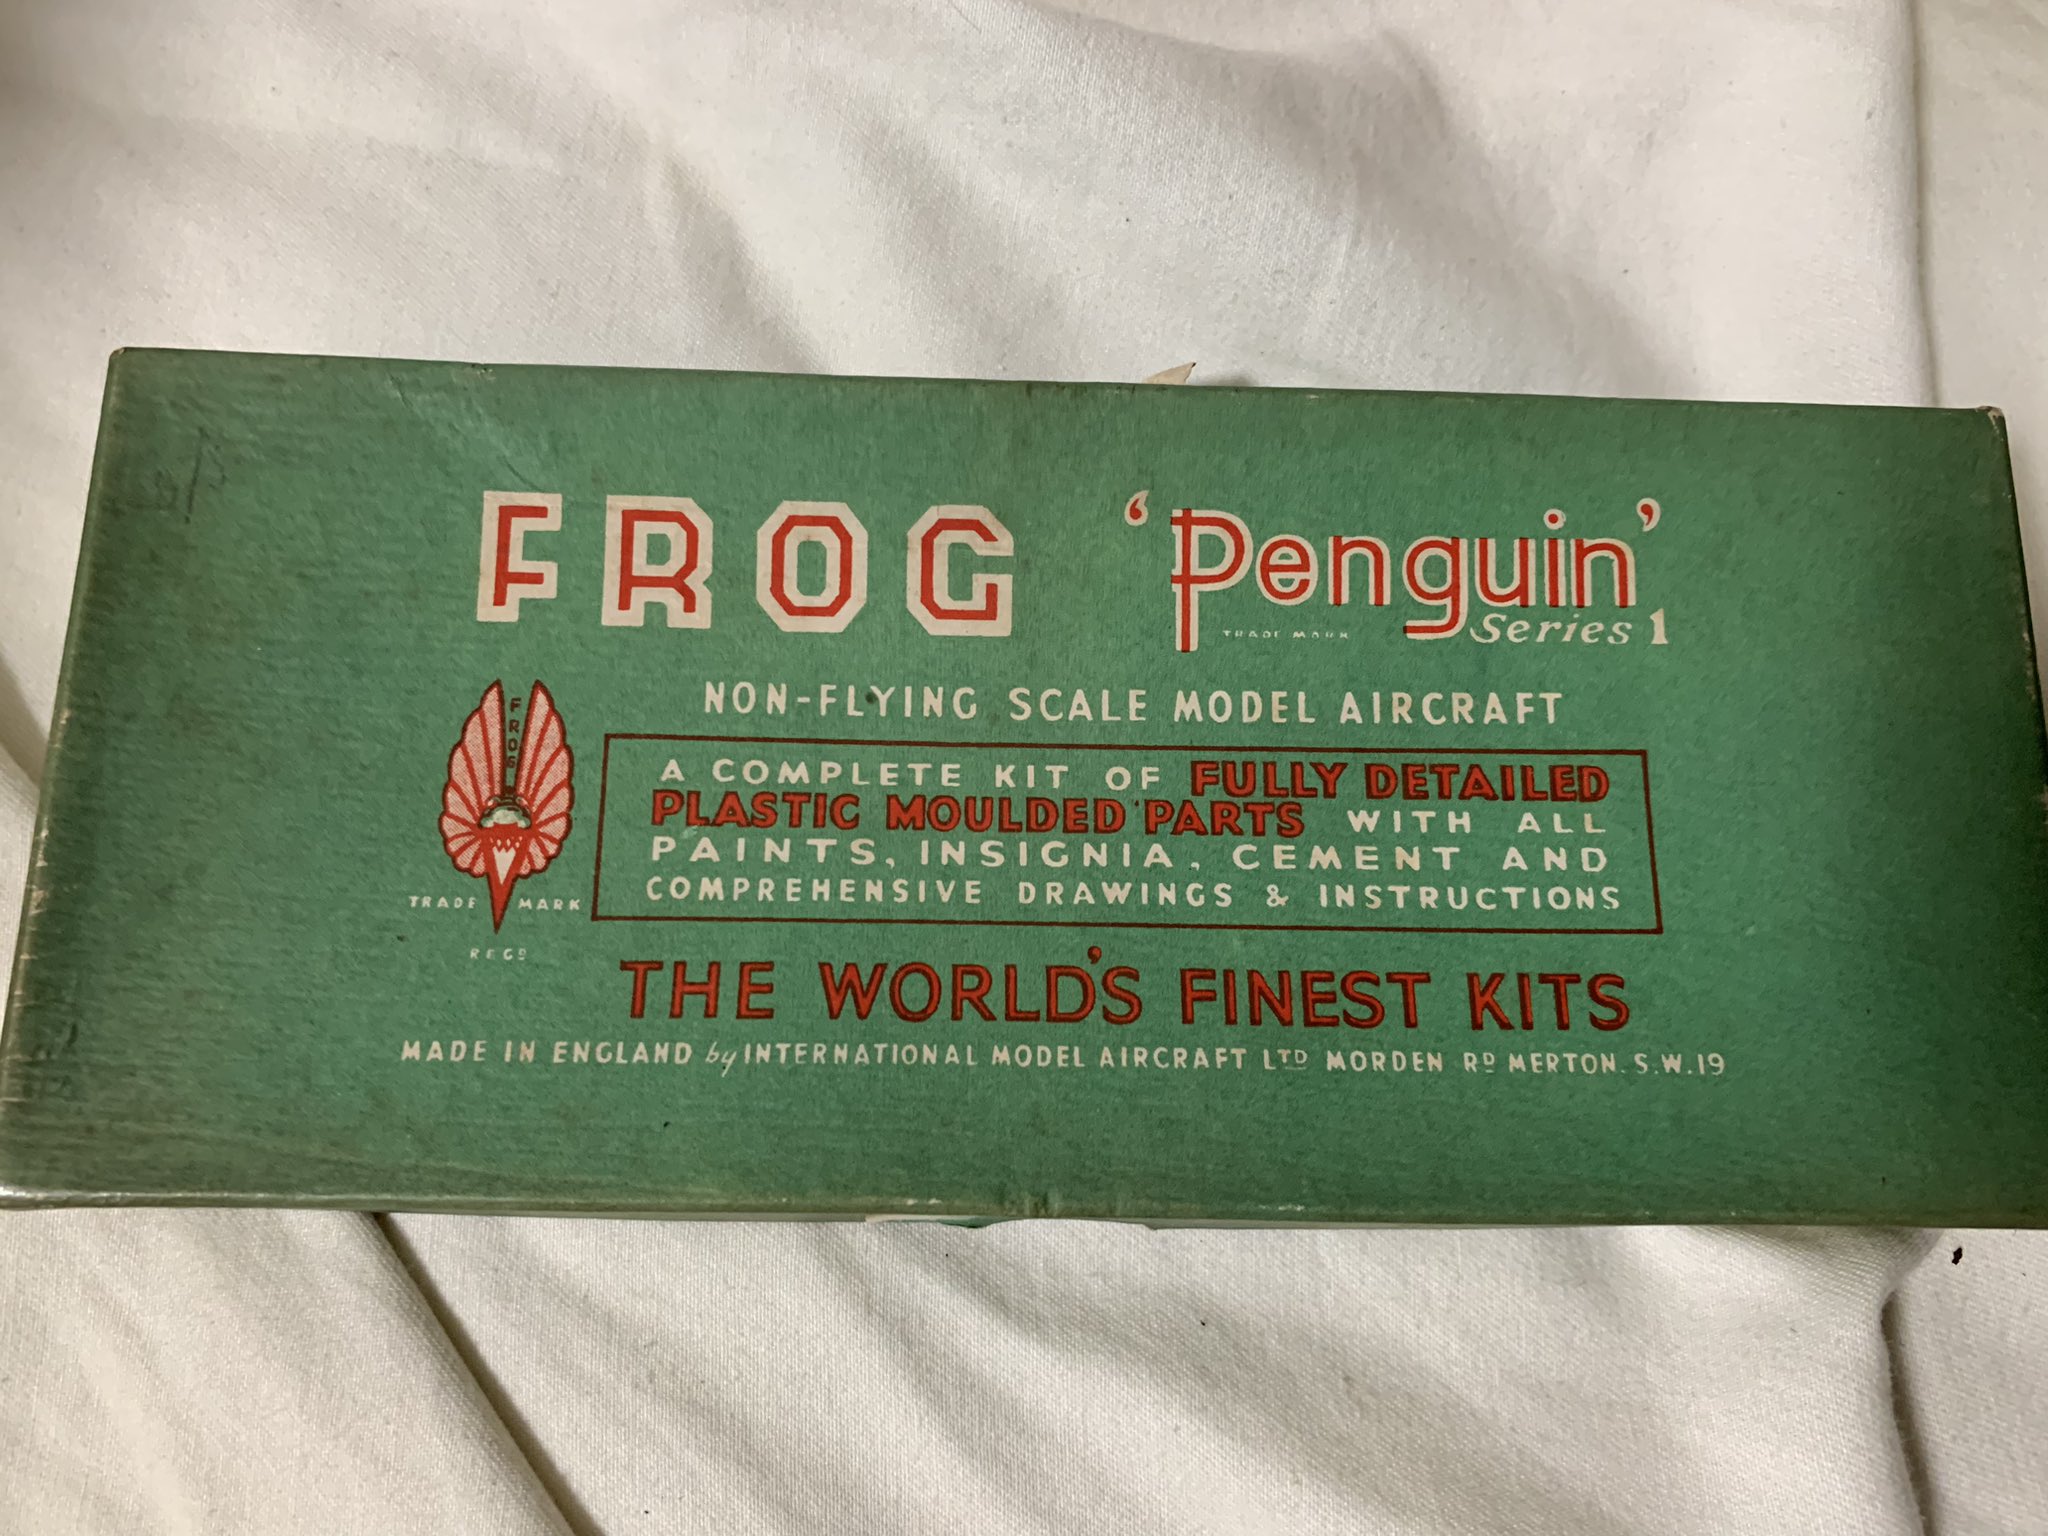 FROG 'Penguin'
TRADE MARK Series 1
NON-FLYING SCALE MODEL AIRCRAFT
FROG
A COMPLETE KIT OF FULLY DETAILED
PLASTIC MOULDED PARTS WITH ALL
PAINTS, INSIGNIA, CEMENT AND
COMPREHENSIVE DRAWINGS & INSTRUCTIONS
TRADE MARK
REGD
THE WORLD'S FINEST KITS
MADE IN ENGLAND by INTERNATIONAL MODEL AIRCRAFT LTD MORDEN RD MERTON. S.W.19